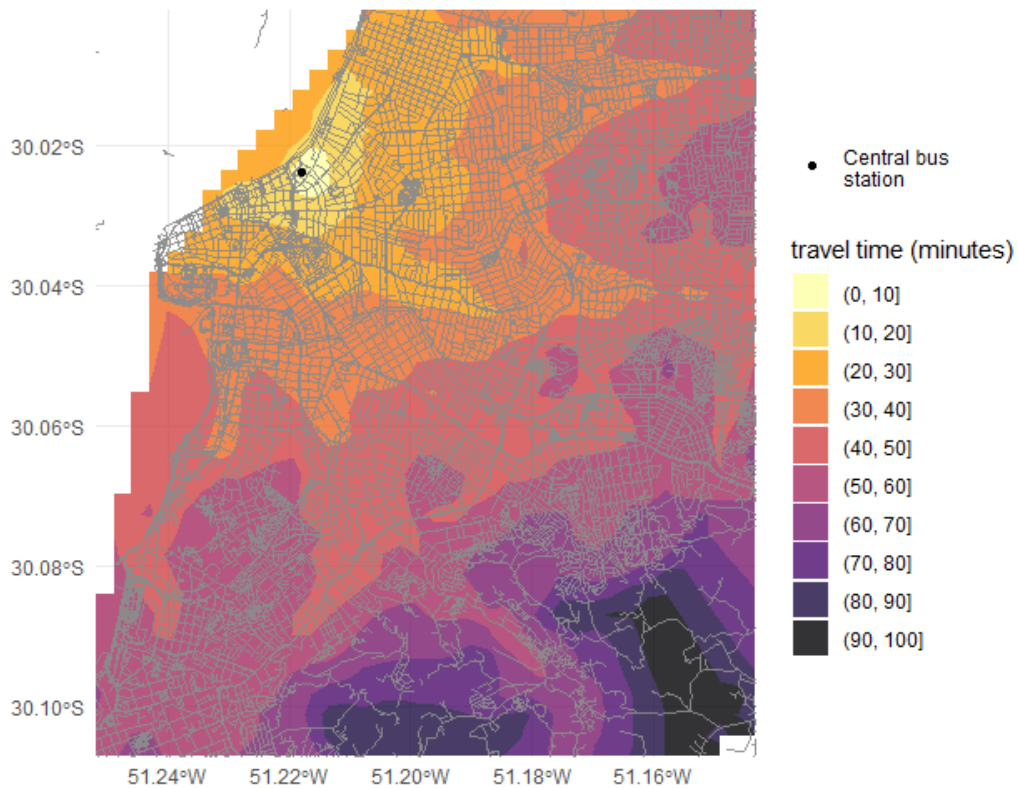 30.02°S
30.04°S
30.06°S
30.08°S
30.10°S
51.24°W
51.22°W
51.20°W
51.18°W
51.16°W
Central bus
station
travel time (minutes)
(0, 10]
(10, 20]
(20, 30]
(30, 40]
(40, 50]
(50, 60]
(60, 70]
(70, 80]
(80, 90]
(90, 100]